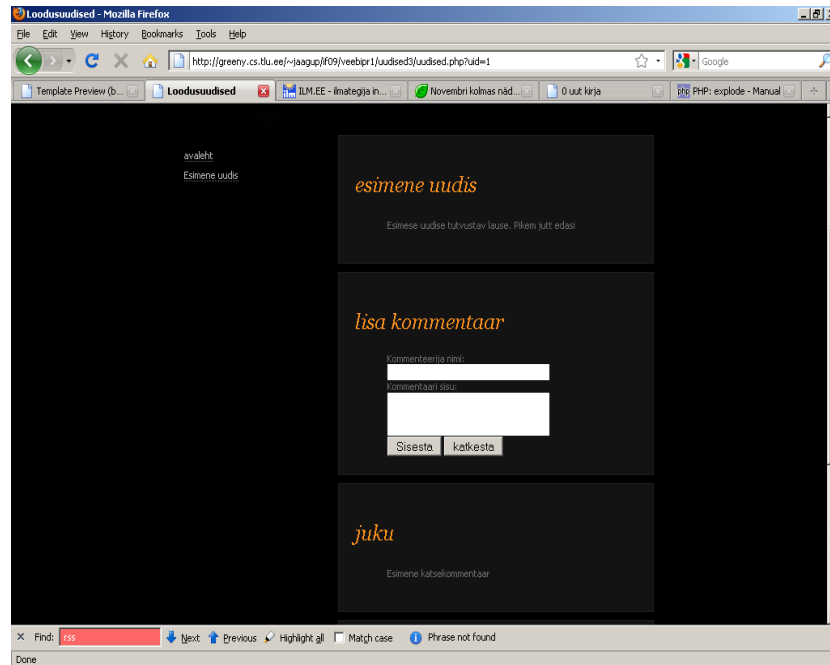 Loodusuudised - Mozilla Firefox
File Edit View History Bookmarks Tools Help
http://greeny.cs.tlu.ee/~jaagup/if09/veebipr1/uudised3/uudised.php?uid=1
Google
Template Preview (b... Loodusuudised ILM.EE - ilmategija in... Novembri kolmas näd... 0 uut kirja PHP: explode - Manual
avaleht
Esimene uudis
esimene uudis
Esimese uudise tutvustav lause. Pikem jutt edasi
lisa kommentaar
Kommenteerija nimi:
Kommentaari sisu:
Sisesta katkesta
juku
Esimene katsekommentaar
Find: rss Next Previous Highlight all Match case Phrase not found
Done